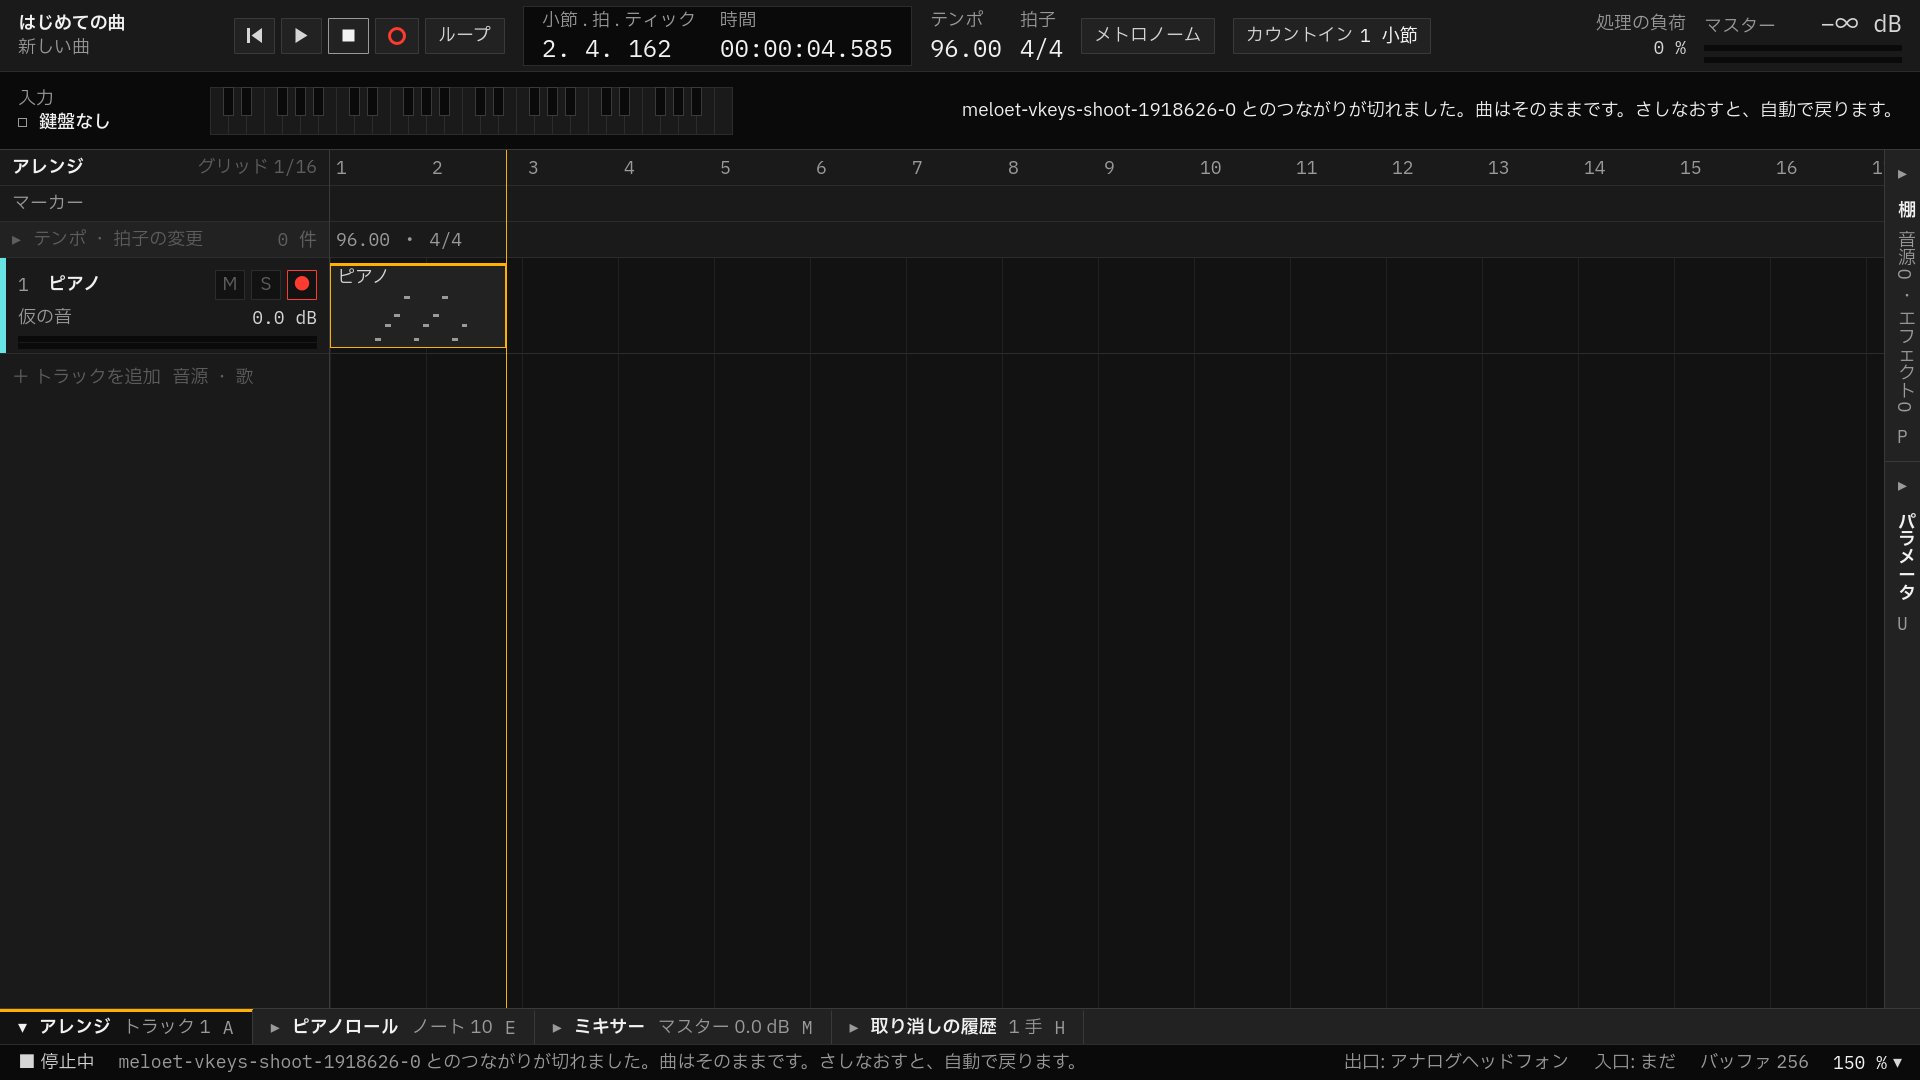 はじめての曲
新しい曲
ループ
小節 . 拍 . ティック 時間
2. 4. 162 00:00:04.585
テンポ 拍子
96.00 4/4
メトロノーム
カウントイン 1 小節
処理の負荷
0 %
マスター −∞ dB
入力
鍵盤なし
meloet-vkeys-shoot-1918626-0 とのつながりが切れました。曲はそのままです。さしなおすと、自動で戻ります。
アレンジ グリッド 1/16
1 2 3 4 5 6 7 8 9 10 11 12 13 14 15 16 1
マーカー
▶ テンポ · 拍子の変更 0 件
96.00 · 4/4
1 ピアノ M S
仮の音 0.0 dB
ピアノ
＋ トラックを追加 音源 · 歌
▶ 棚 音源 0 · エフェクト 0 P
▶ パラメータ U
▼ アレンジ トラック 1 A
▶ ピアノロール ノート 10 E
▶ ミキサー マスター 0.0 dB M
▶ 取り消しの履歴 1 手 H
■ 停止中 meloet-vkeys-shoot-1918626-0 とのつながりが切れました。曲はそのままです。さしなおすと、自動で戻ります。
出口: アナログヘッドフォン 入口: まだ バッファ 256 150 % ▼